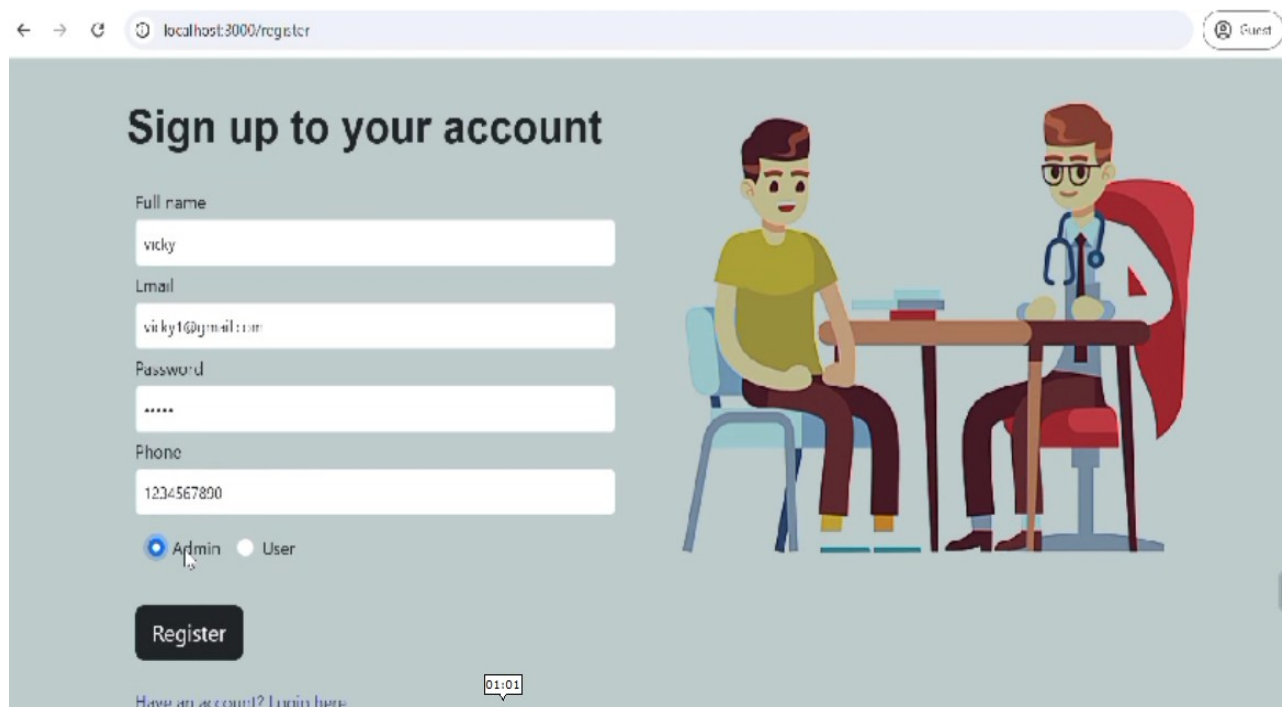 localhost:3000/register
Guest
Sign up to your account
Full name
vicky
Email
vicky1@gmail.com
Password
•••••
Phone
1234567890
Admin User
Register
Have an account? Login here
01:01